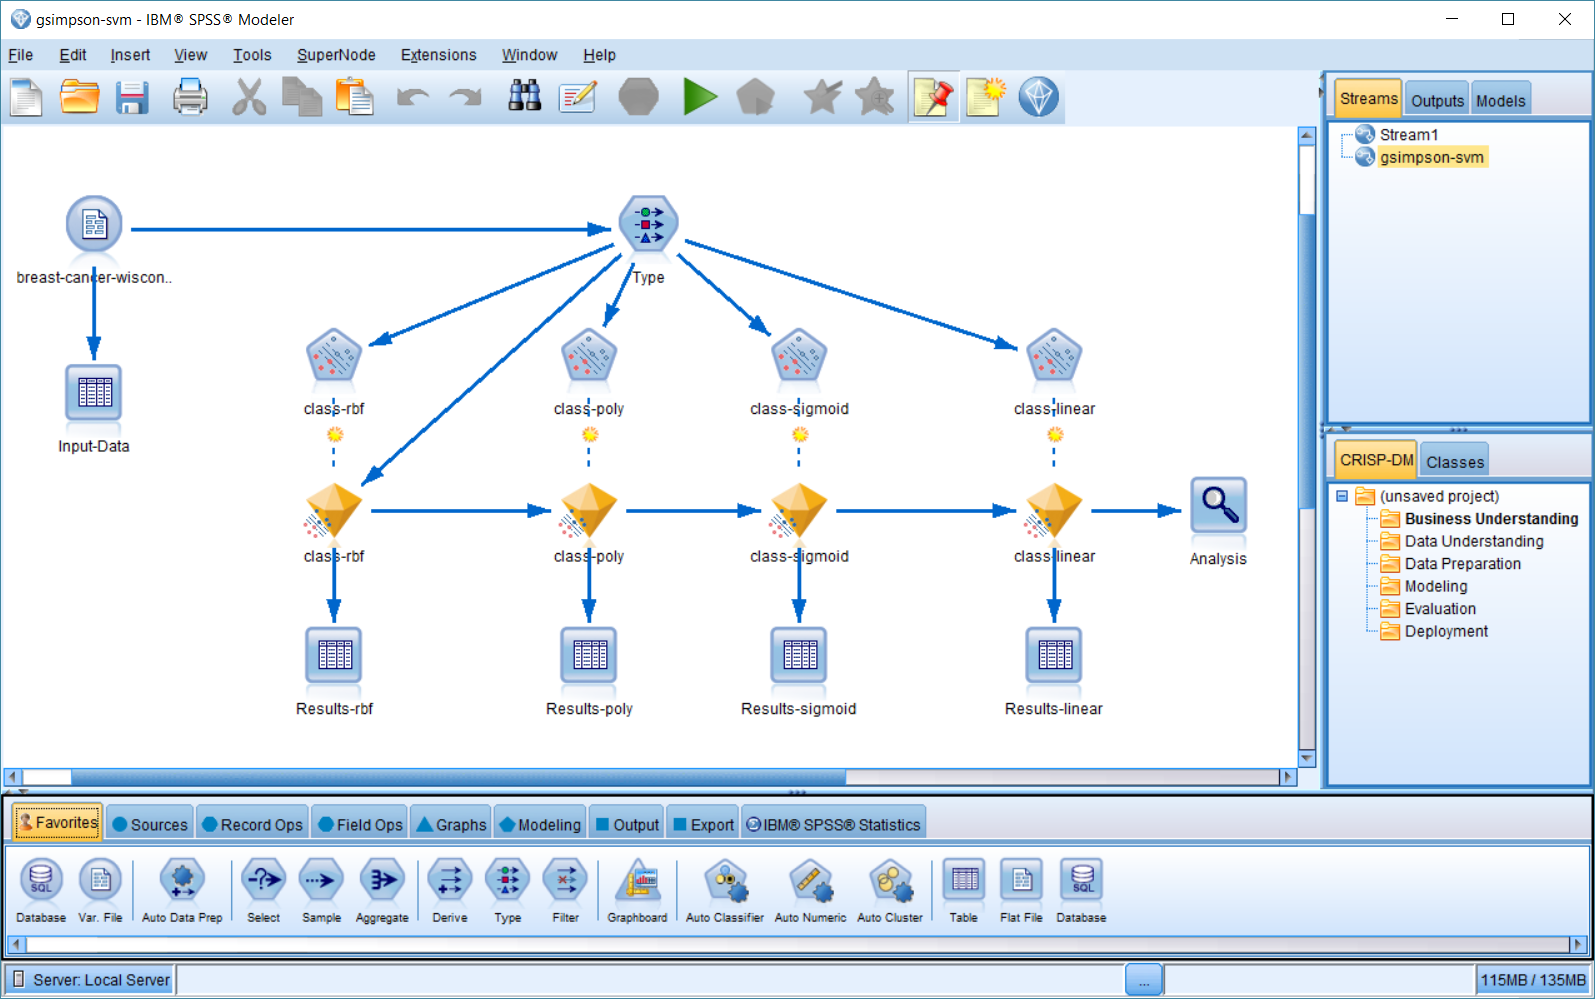 gsimpson-svm - IBM® SPSS® Modeler
File Edit Insert View Tools SuperNode Extensions Window Help
Streams Outputs Models
Stream1
gsimpson-svm
breast-cancer-wiscon..
Type
Input-Data
class-rbf class-poly class-sigmoid class-linear
class-rbf class-poly class-sigmoid class-linear
Analysis
Results-rbf Results-poly Results-sigmoid Results-linear
CRISP-DM Classes
(unsaved project)
Business Understanding
Data Understanding
Data Preparation
Modeling
Evaluation
Deployment
Favorites Sources Record Ops Field Ops Graphs Modeling Output Export IBM® SPSS® Statistics
SQL SQL
Database Var. File Auto Data Prep Select Sample Aggregate Derive Type Filter Graphboard Auto Classifier Auto Numeric Auto Cluster Table Flat File Database
Server: Local Server ... 115MB / 135MB